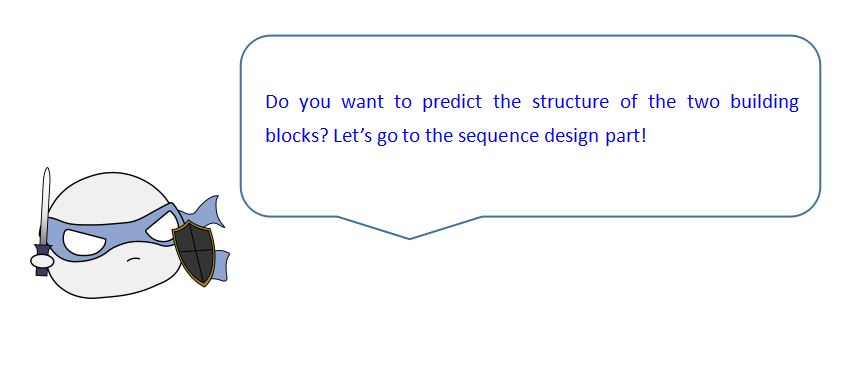 Do you want to predict the structure of the two building
blocks? Let’s go to the sequence design part!